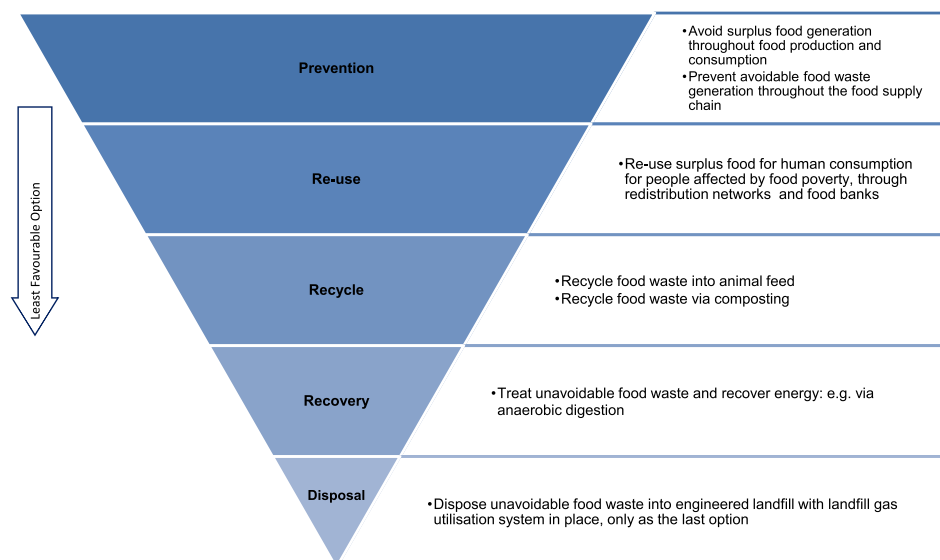 Prevention
•Avoid surplus food generation
throughout food production and
consumption
•Prevent avoidable food waste
generation throughout the food supply
chain
Least Favourable Option
Re-use
•Re-use surplus food for human consumption
for people affected by food poverty, through
redistribution networks and food banks
Recycle
•Recycle food waste into animal feed
•Recycle food waste via composting
Recovery
•Treat unavoidable food waste and recover energy: e.g. via
anaerobic digestion
Disposal
•Dispose unavoidable food waste into engineered landfill with landfill gas
utilisation system in place, only as the last option